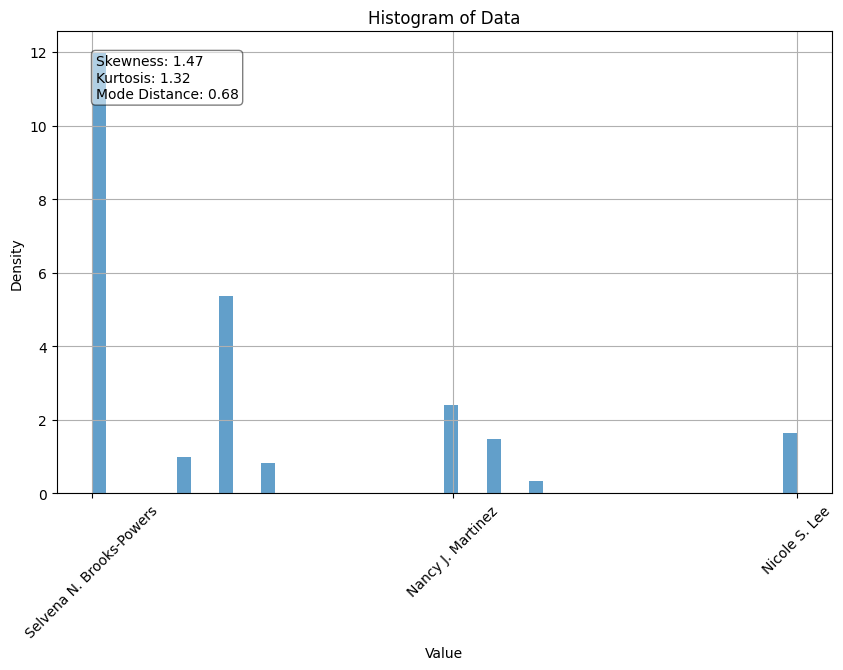 Histogram of Data
Skewness: 1.47
Kurtosis: 1.32
Mode Distance: 0.68
Density
12
10
8
6
4
2
0
Selvena N. Brooks-Powers
Nancy J. Martinez
Nicole S. Lee
Value